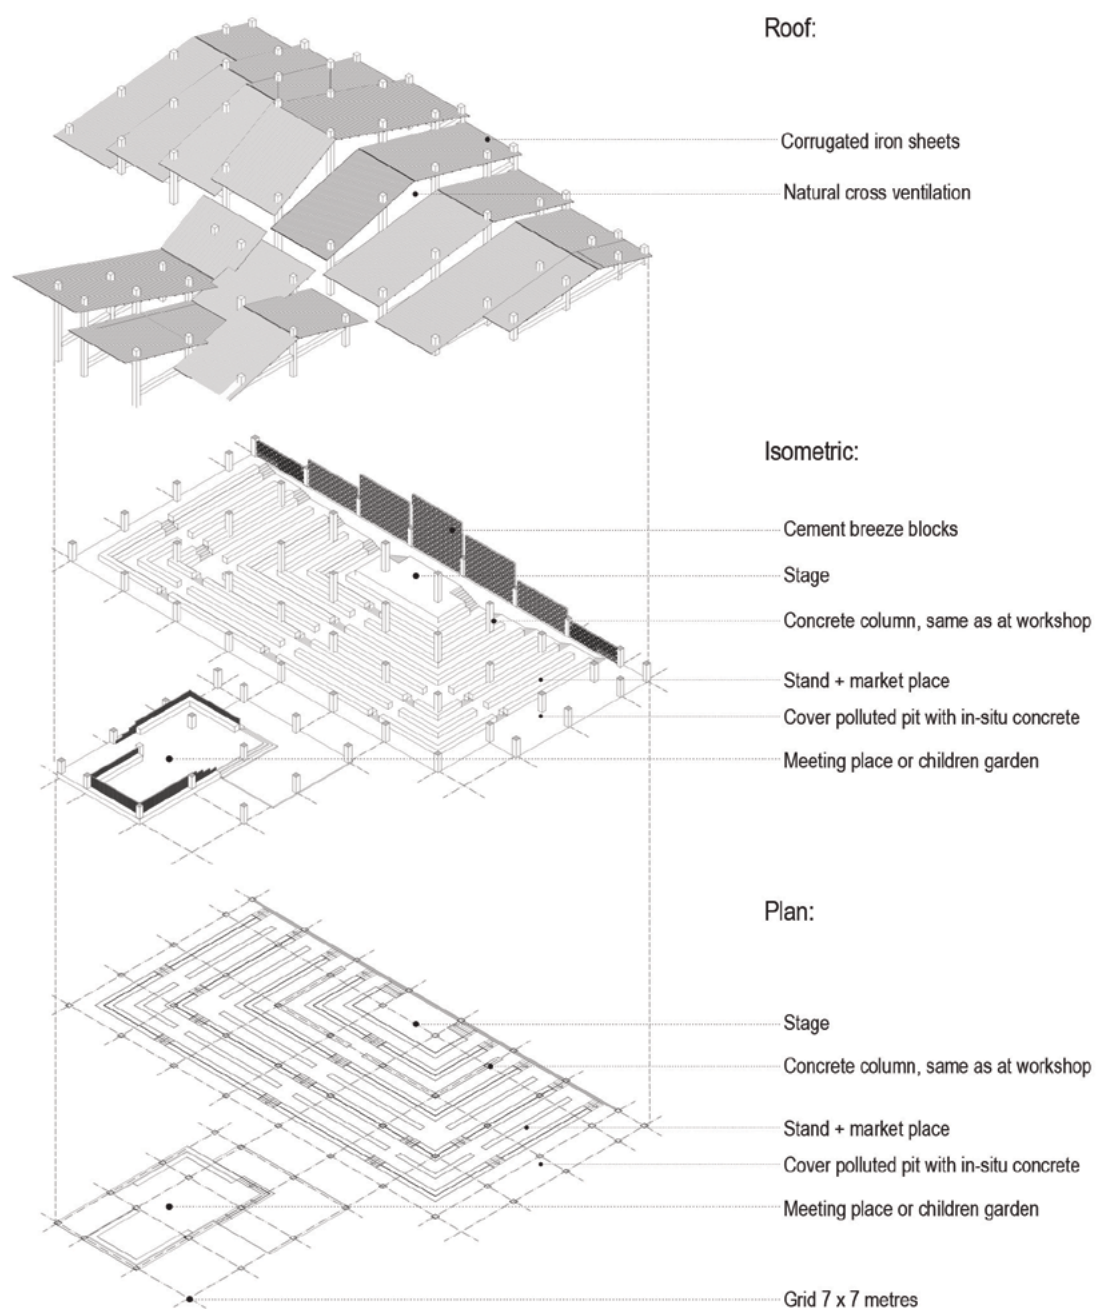 Roof:
Corrugated iron sheets
Natural cross ventilation
Isometric:
Cement breeze blocks
Stage
Concrete column, same as at workshop
Stand + market place
Cover polluted pit with in-situ concrete
Meeting place or children garden
Plan:
Stage
Concrete column, same as at workshop
Stand + market place
Cover polluted pit with in-situ concrete
Meeting place or children garden
Grid 7 x 7 metres